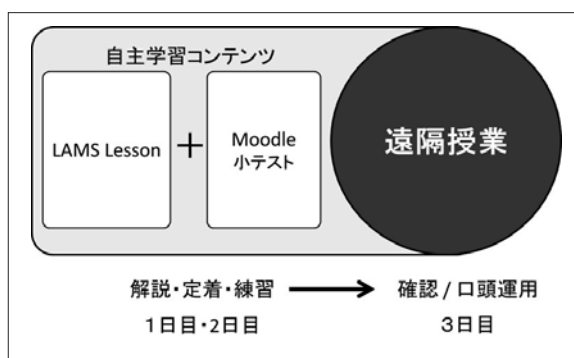 自主学習コンテンツ
LAMS Lesson
+
Moodle
小テスト
遠隔授業
解説・定着・練習
確認 / 口頭運用
1日目・2日目
3日目